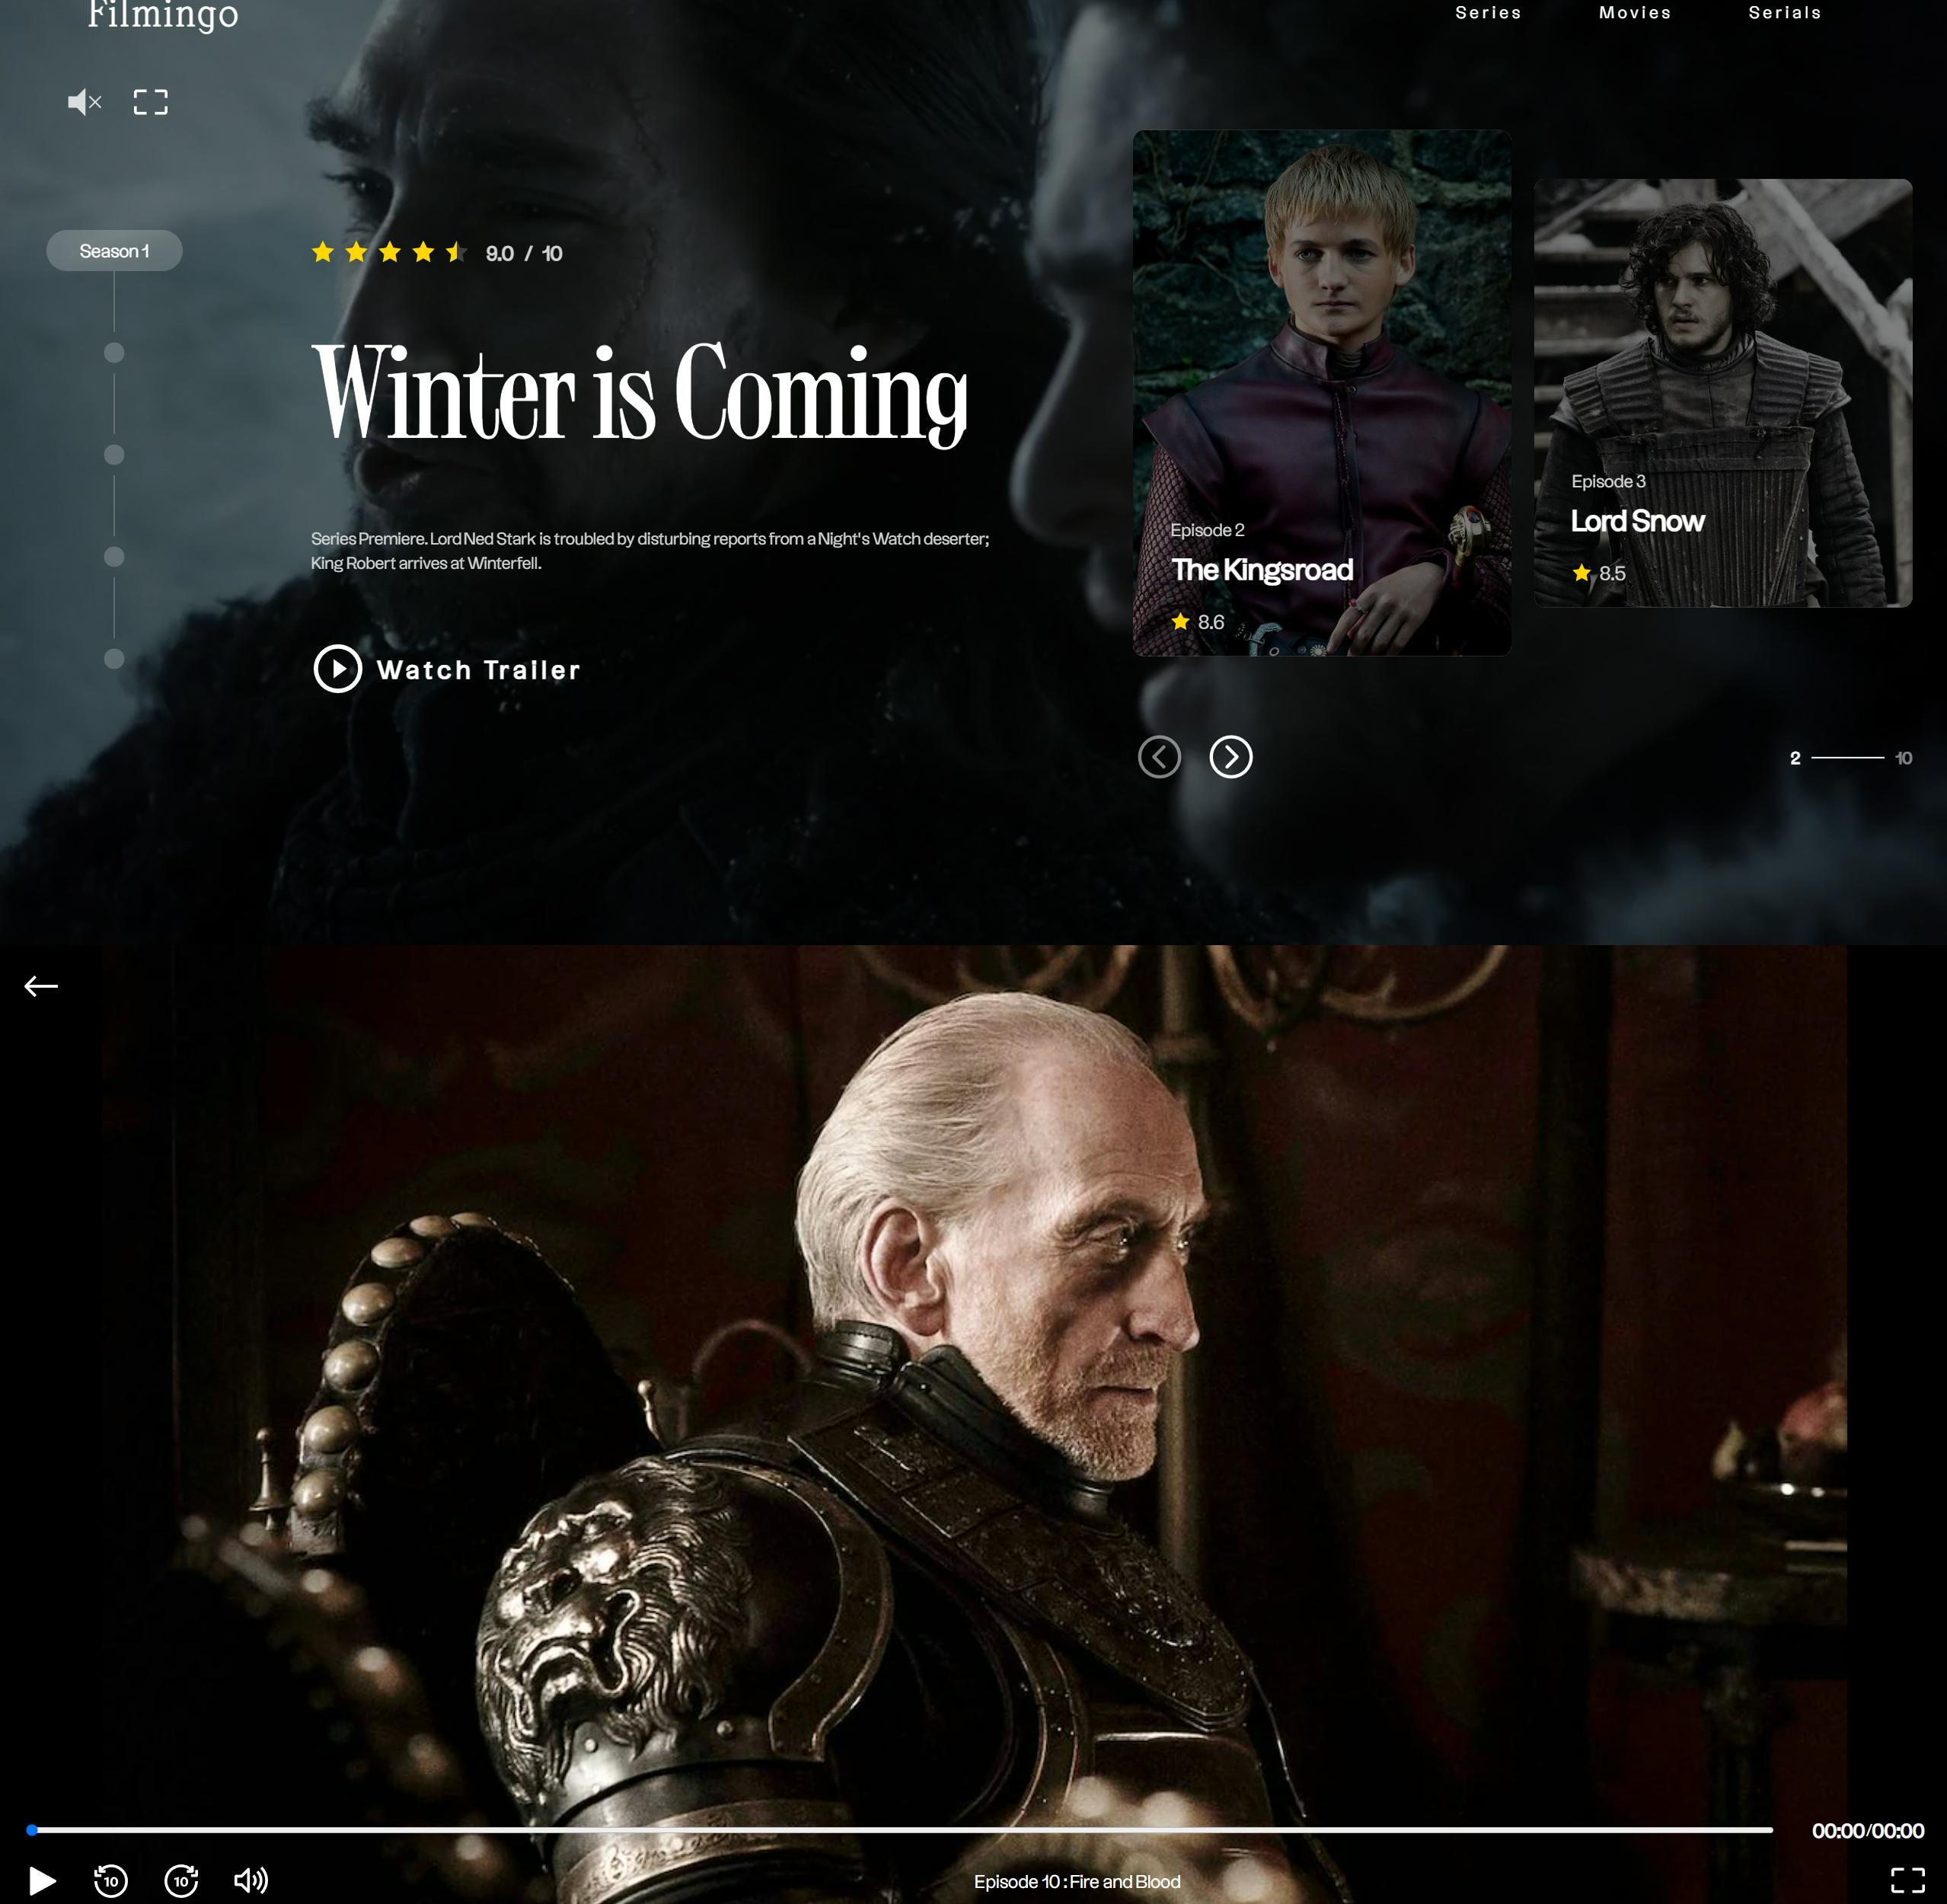 Filmingo
Series Movies Serials
Season 1
9.0 / 10
Winter is Coming
Series Premiere. Lord Ned Stark is troubled by disturbing reports from a Night's Watch deserter;
King Robert arrives at Winterfell.
Watch Trailer
Episode 2
The Kingsroad
8.6
Episode 3
Lord Snow
8.5
2 10
00:00/00:00
10 10
Episode 10 : Fire and Blood